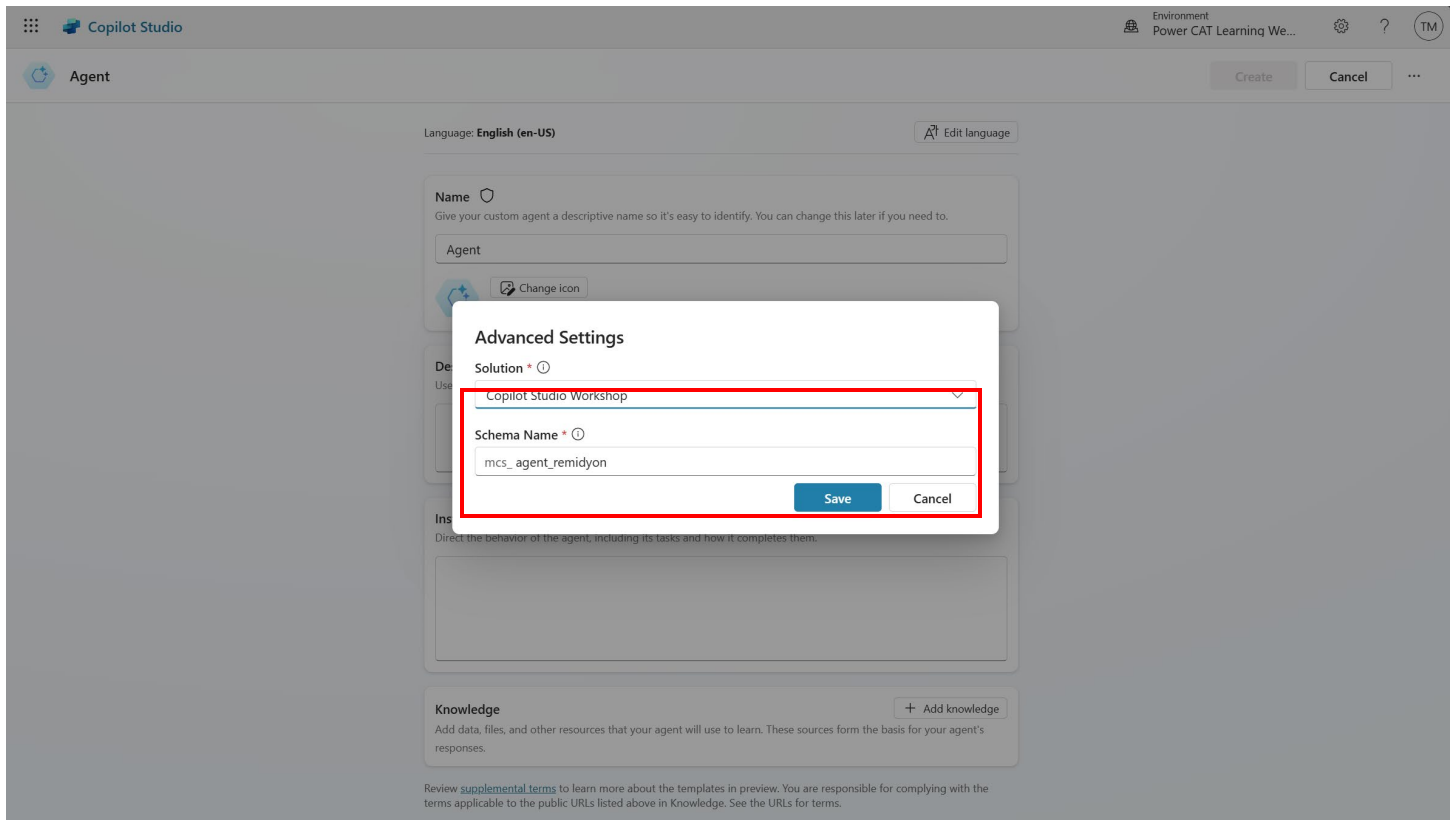 Copilot Studio
Environment
Power CAT Learning We...
?
TM
Agent
Create
Cancel
...
Language: English (en-US)
Edit language
Name
Give your custom agent a descriptive name so it's easy to identify. You can change this later if you need to.
Agent
Change icon
Advanced Settings
De
Solution *
Use
Copilot Studio Workshop
Schema Name *
mcs_ agent_remidyon
Save
Cancel
Ins
Direct the behavior of the agent, including its tasks and how it completes them.
Knowledge
+ Add knowledge
Add data, files, and other resources that your agent will use to learn. These sources form the basis for your agent's
responses.
Review supplemental terms to learn more about the templates in preview. You are responsible for complying with the
terms applicable to the public URLs listed above in Knowledge. See the URLs for terms.